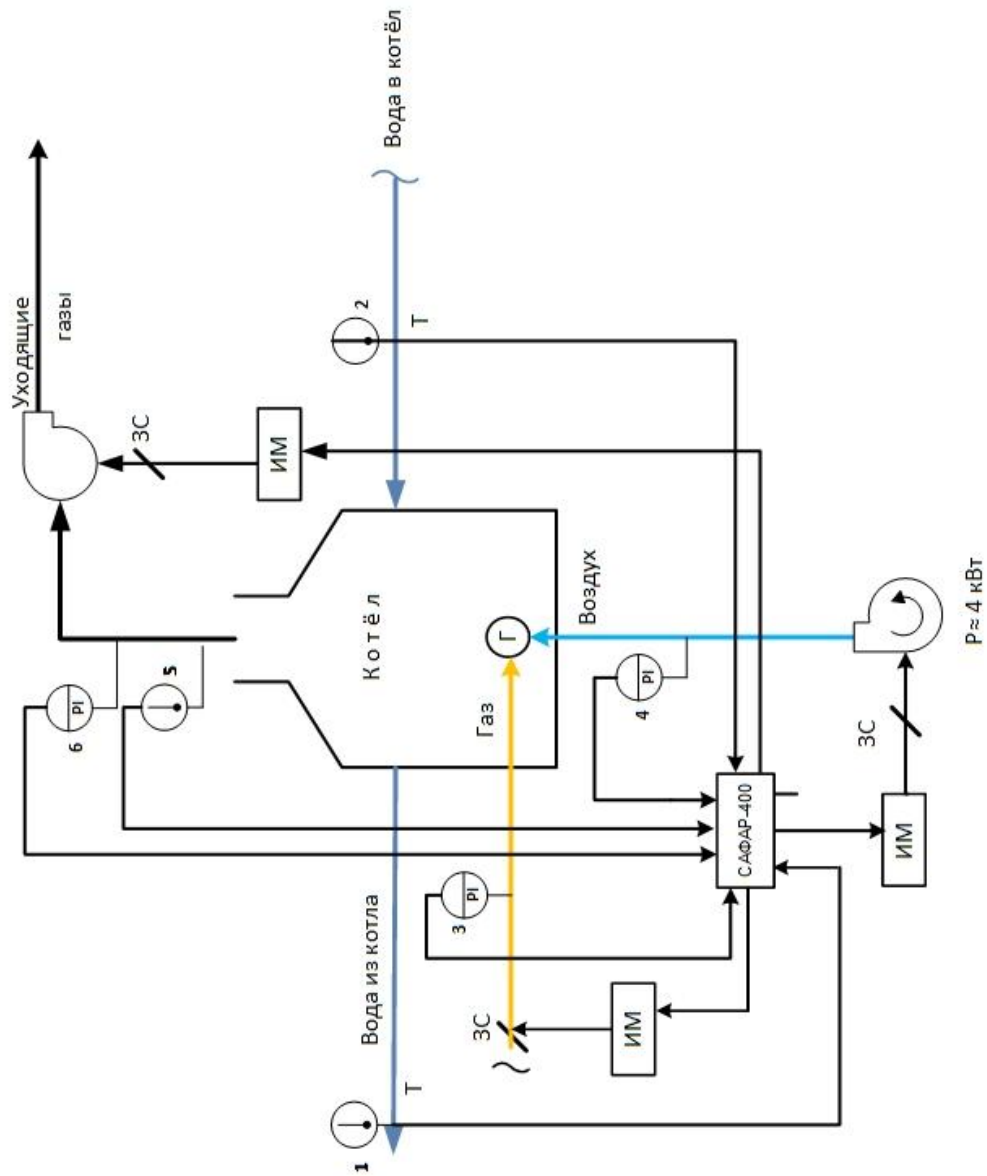 Уходящие
газы
6
PI
ЗС
5
ИМ
1
2
Вода из котла
Котёл
Вода в котёл
Т
Т
3
PI
ЗС
Газ
Г
Воздух
ИМ
4
PI
САФАР-400
ЗС
ИМ
P≈ 4 кВт